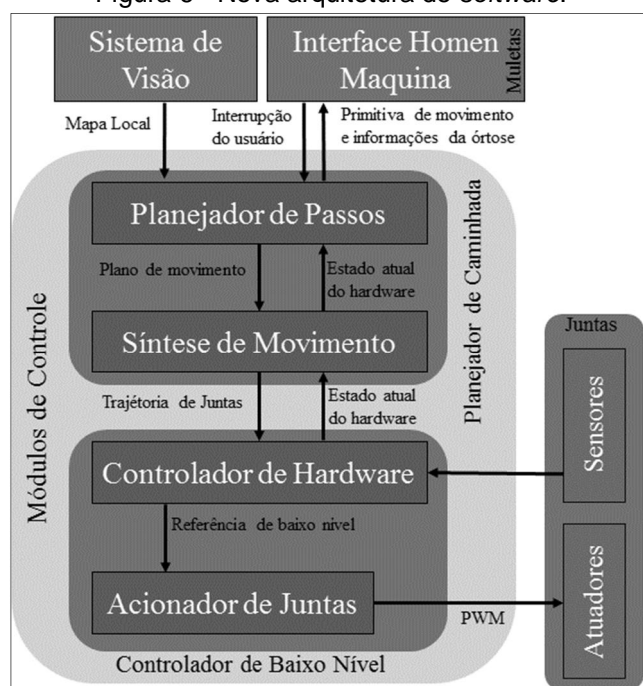 Figura 6 - Nova arquitetura do software.
Sistema de
Visão
Interface Homen
Maquina
Muletas
Mapa Local
Interrupção
do usuário
Primitiva de movimento
e informações da órtose
Planejador de Passos
Plano de movimento
Estado atual
do hardware
Síntese de Movimento
Planejador de Caminhada
Módulos de Controle
Trajétoria de Juntas
Estado atual
do hardware
Controlador de Hardware
Referência de baixo nivel
Acionador de Juntas
PWM
Controlador de Baixo Nível
Juntas
Sensores
Atuadores